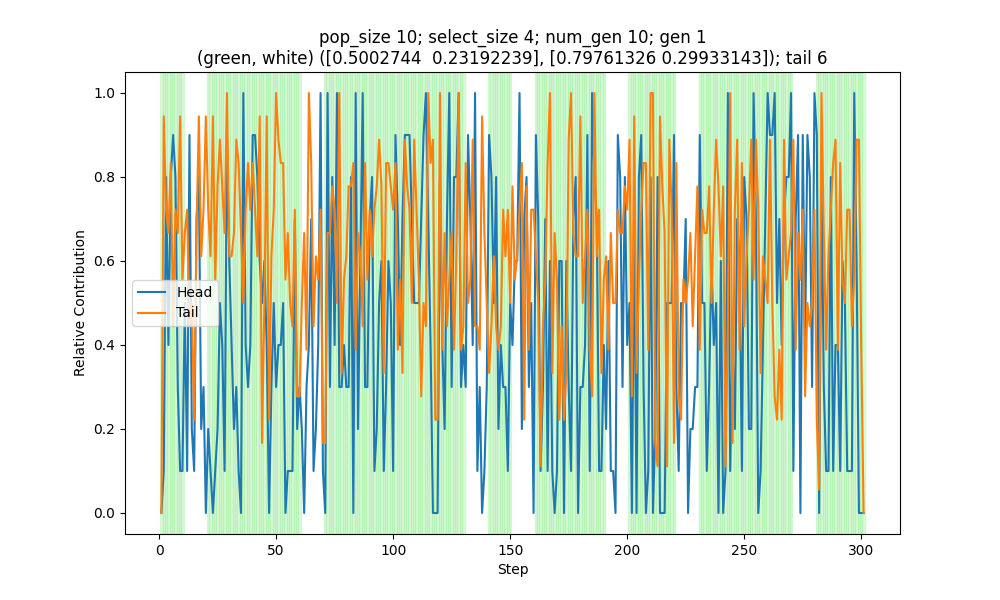 pop_size 10; select_size 4; num_gen 10; gen 1
(green, white) ([0.5002744  0.23192239], [0.79761326 0.29933143]); tail 6
Relative Contribution
1.0
0.8
0.6
0.4
0.2
0.0
Head
Tail
0 50 100 150 200 250 300
Step